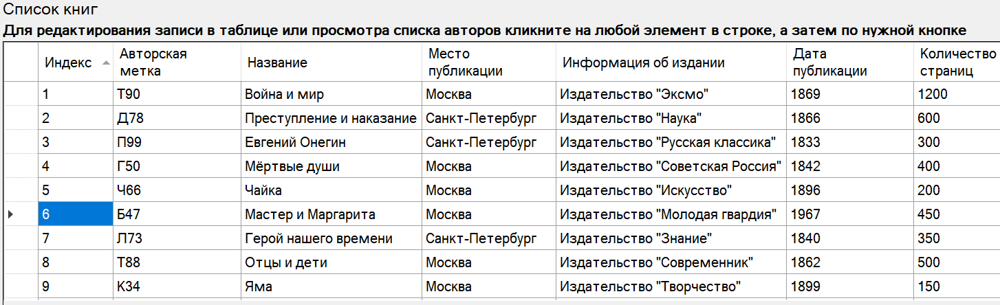 Список книг
Для редактирования записи в таблице или просмотра списка авторов кликните на любой элемент в строке, а затем по нужной кнопке
Индекс Авторская метка Название Место публикации Информация об издании Дата публикации Количество страниц
1 Т90 Война и мир Москва Издательство "Эксмо" 1869 1200
2 Д78 Преступление и наказание Санкт-Петербург Издательство "Наука" 1866 600
3 П99 Евгений Онегин Санкт-Петербург Издательство "Русская классика" 1833 300
4 Г50 Мёртвые души Москва Издательство "Советская Россия" 1842 400
5 Ч66 Чайка Москва Издательство "Искусство" 1896 200
6 Б47 Мастер и Маргарита Москва Издательство "Молодая гвардия" 1967 450
7 Л73 Герой нашего времени Санкт-Петербург Издательство "Знание" 1840 350
8 Т88 Отцы и дети Москва Издательство "Современник" 1862 500
9 К34 Яма Москва Издательство "Творчество" 1899 150